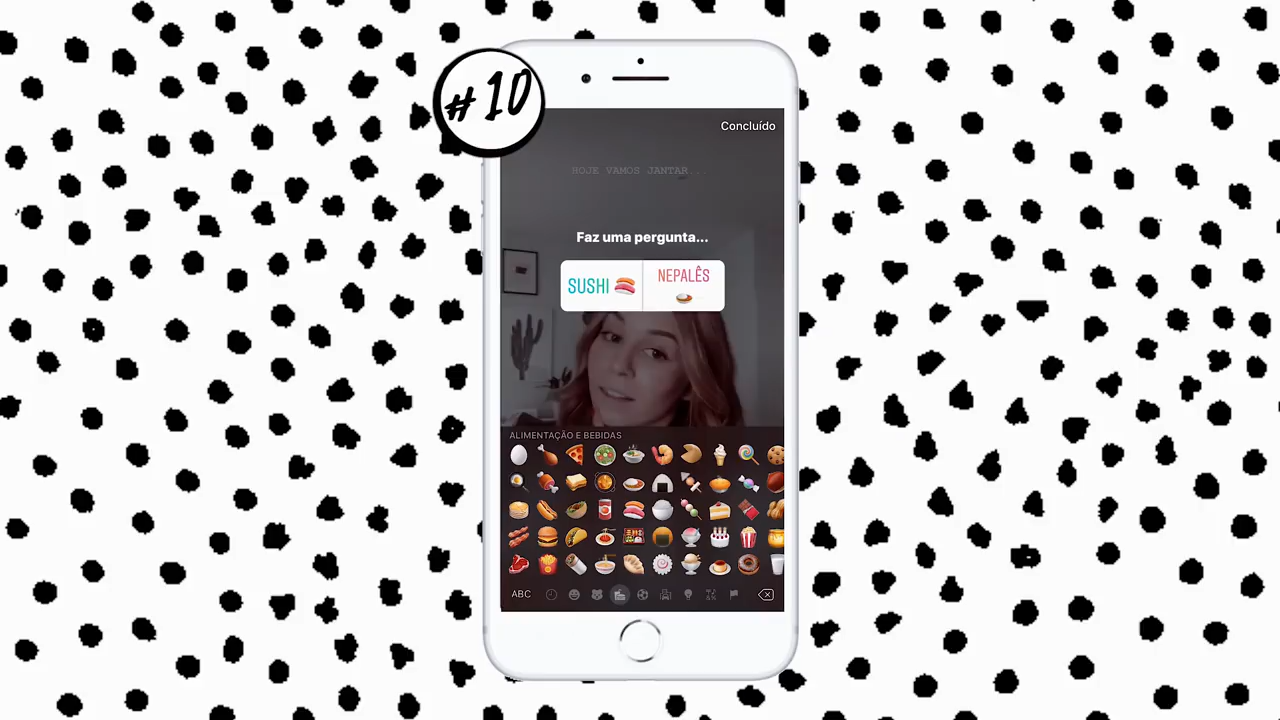 #10
Concluído
HOJE VAMOS JANTAR...
Faz uma pergunta...
SUSHI
NEPALÊS
ALIMENTAÇÃO E BEBIDAS
ABC